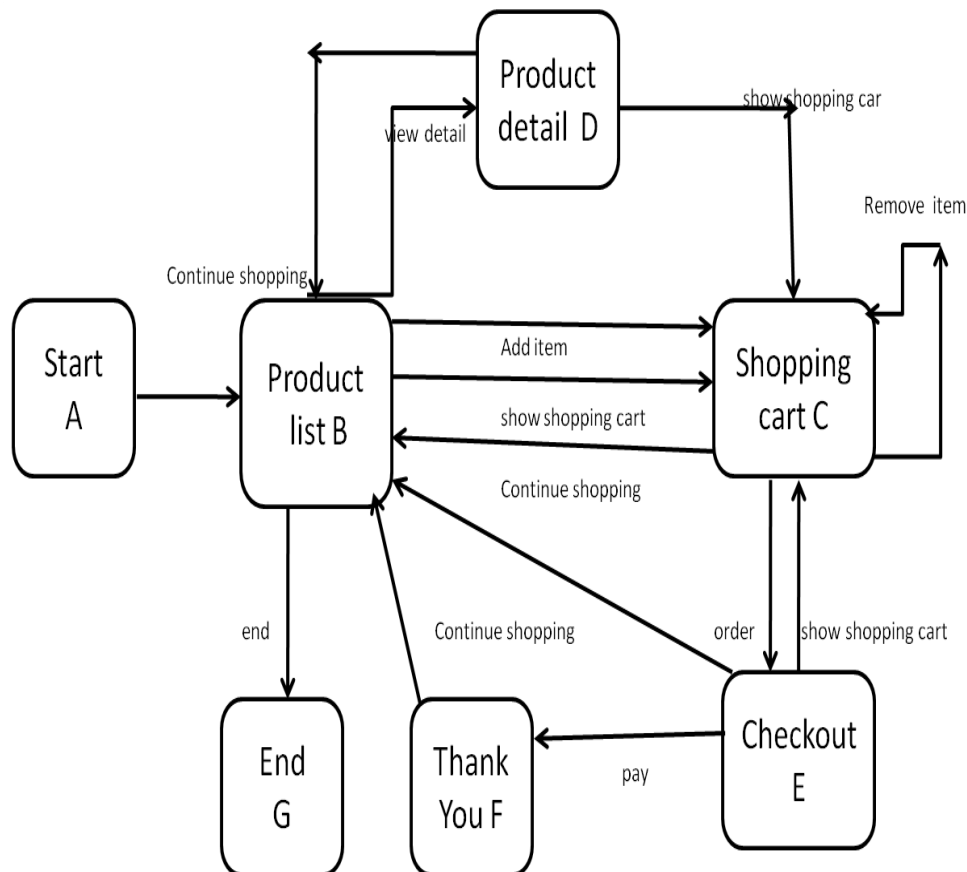 Product
detail D
show shopping car
view detail
Remove item
Continue shopping
Start
A
Product
list B
Add item
show shopping cart
Continue shopping
Shopping
cart C
end
Continue shopping
order
show shopping cart
End
G
Thank
You F
pay
Checkout
E